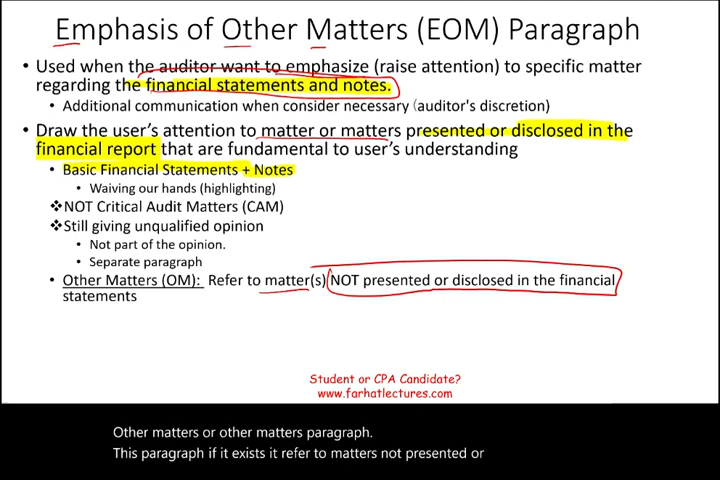 Emphasis of Other Matters (EOM) Paragraph
• Used when the auditor want to emphasize (raise attention) to specific matter
regarding the financial statements and notes.
• Additional communication when consider necessary (auditor's discretion)
• Draw the user's attention to matter or matters presented or disclosed in the
financial report that are fundamental to user's understanding
• Basic Financial Statements + Notes
• Waiving our hands (highlighting)
❖NOT Critical Audit Matters (CAM)
❖Still giving unqualified opinion
• Not part of the opinion.
• Separate paragraph
• Other Matters (OM): Refer to matter(s) NOT presented or disclosed in the financial
statements
Student or CPA Candidate?
www.farhatlectures.com
Other matters or other matters paragraph.
This paragraph if it exists it refer to matters not presented or